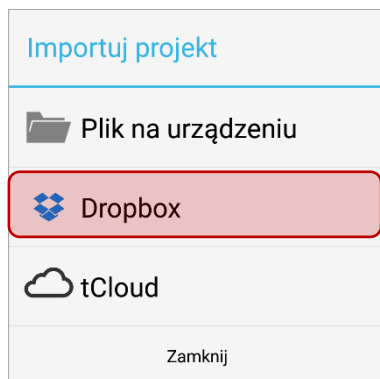 Importuj projekt
Plik na urządzeniu
Dropbox
tCloud
Zamknij